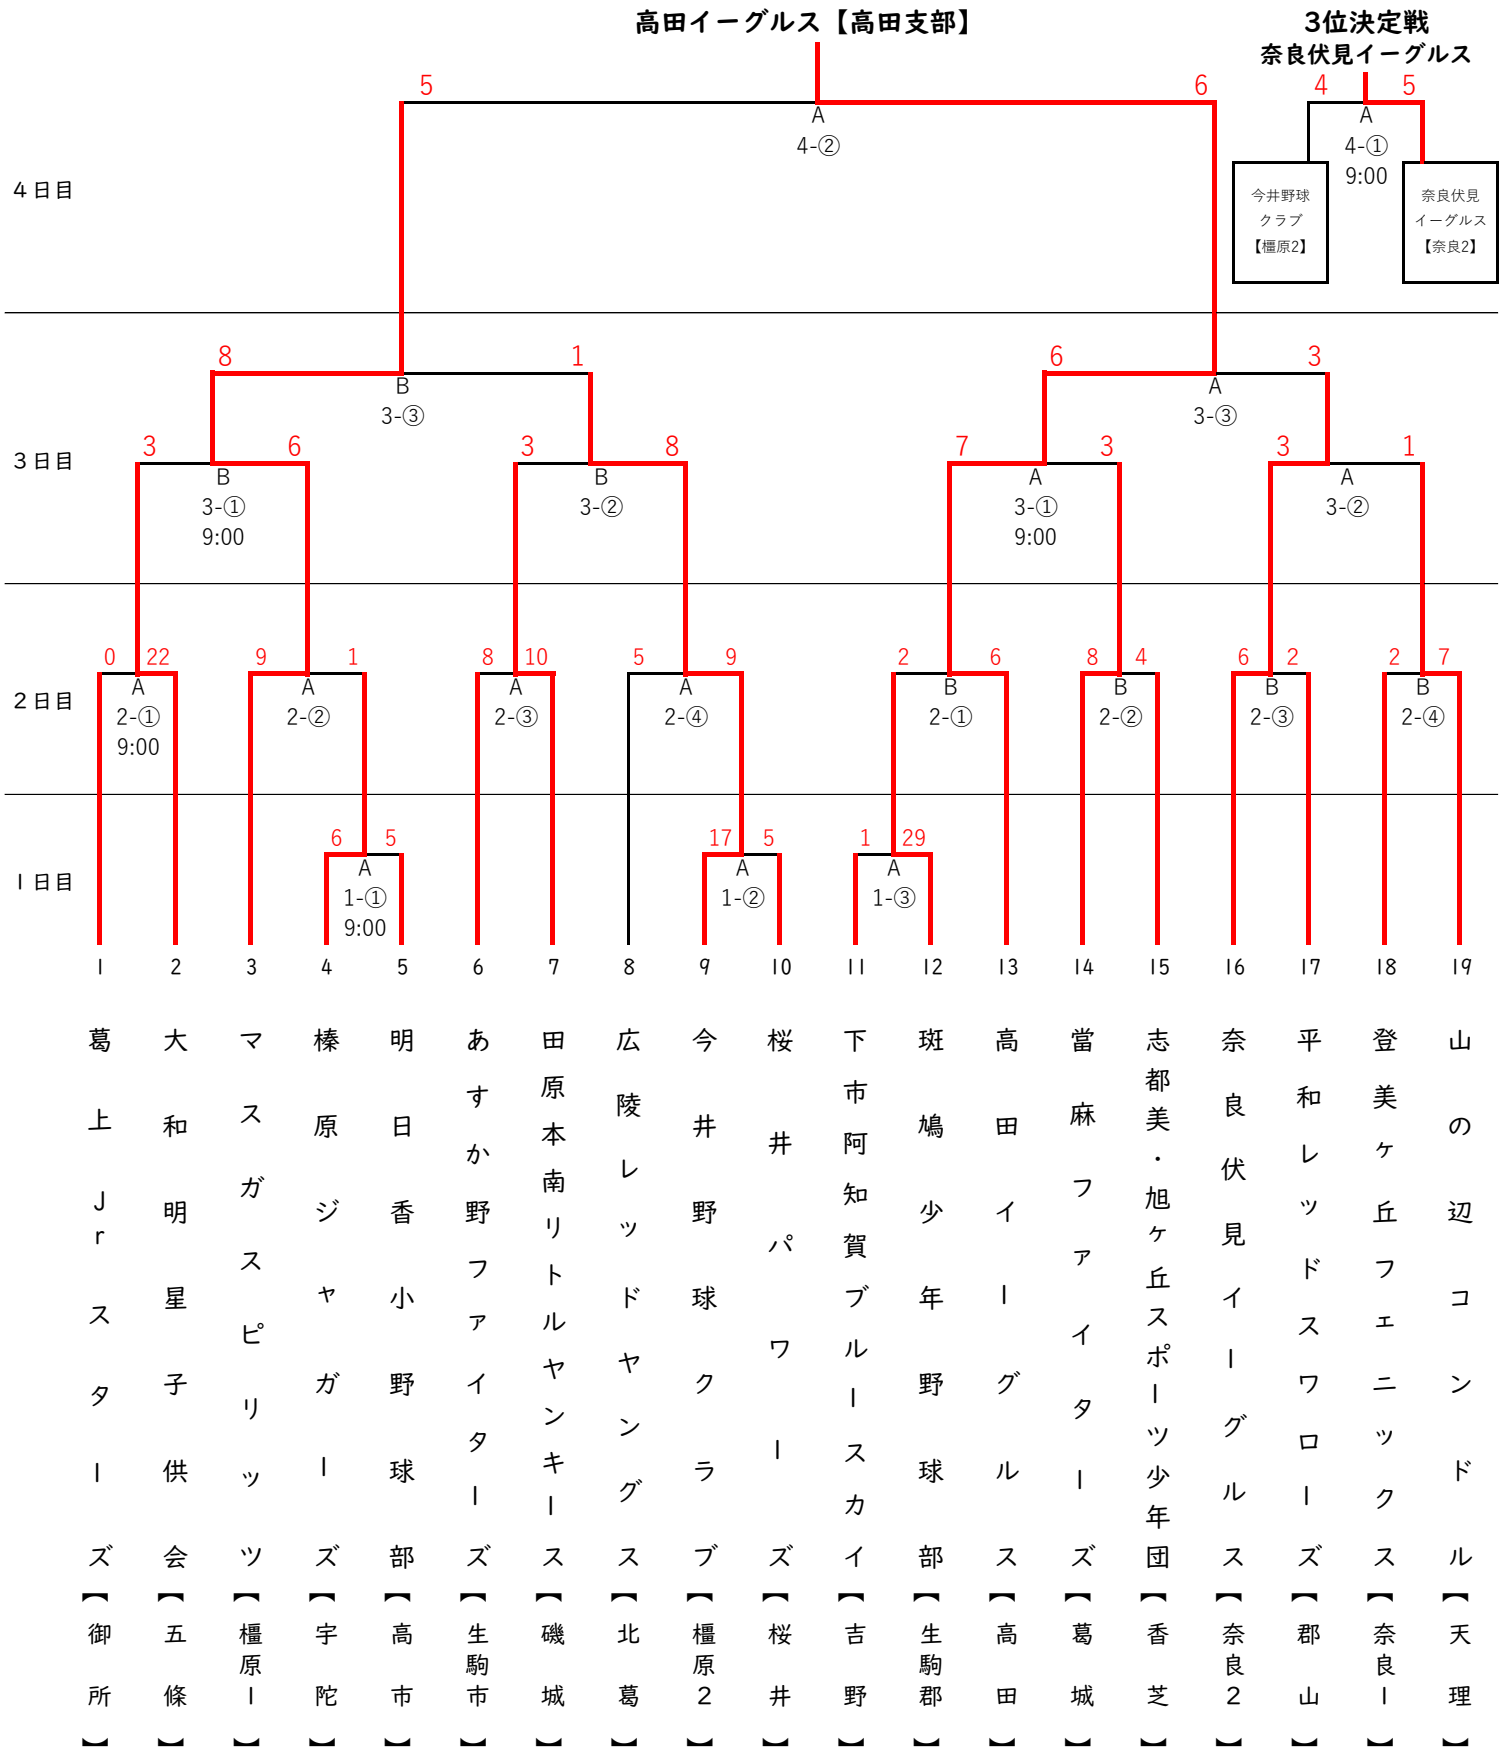 高田イーグルス【高田支部】
3位決定戦
奈良伏見イーグルス
5
6
4
5
A
4-②
A
4-①
9:00
4日目
今井野球
クラブ
【橿原2】
奈良伏見
イーグルス
【奈良2】
8
1
6
3
B
3-③
A
3-③
3日目
3
6
3
8
7
3
3
1
B
3-①
9:00
B
3-②
A
3-①
9:00
A
3-②
2日目
0
22
9
1
8
10
5
9
2
6
8
4
6
2
2
7
A
2-①
9:00
A
2-②
A
2-③
A
2-④
B
2-①
B
2-②
B
2-③
B
2-④
1日目
6
5
17
5
1
29
A
1-①
9:00
A
1-②
A
1-③
1
2
3
4
5
6
7
8
9
10
11
12
13
14
15
16
17
18
19
葛上Jrスターズ【御所】
大和明星子供会【五條】
マスガスピリッツ【橿原1】
榛原ジャガーズ【宇陀】
明日香小野球部【高市】
あすか野ファイターズ【生駒市】
田原本南リトルヤンキース【磯城】
広陵レッドヤングス【北葛】
今井野球クラブ【橿原2】
桜井パワーズ【桜井】
下市阿知賀ブルースカイ【吉野】
斑鳩少年野球部【生駒郡】
高田イーグルス【高田】
當麻ファイターズ【葛城】
志都美・旭ヶ丘スポーツ少年団【香芝】
奈良伏見イーグルス【奈良2】
平和レッドスワローズ【郡山】
登美ヶ丘フェニックス【奈良1】
山の辺コンドル【天理】